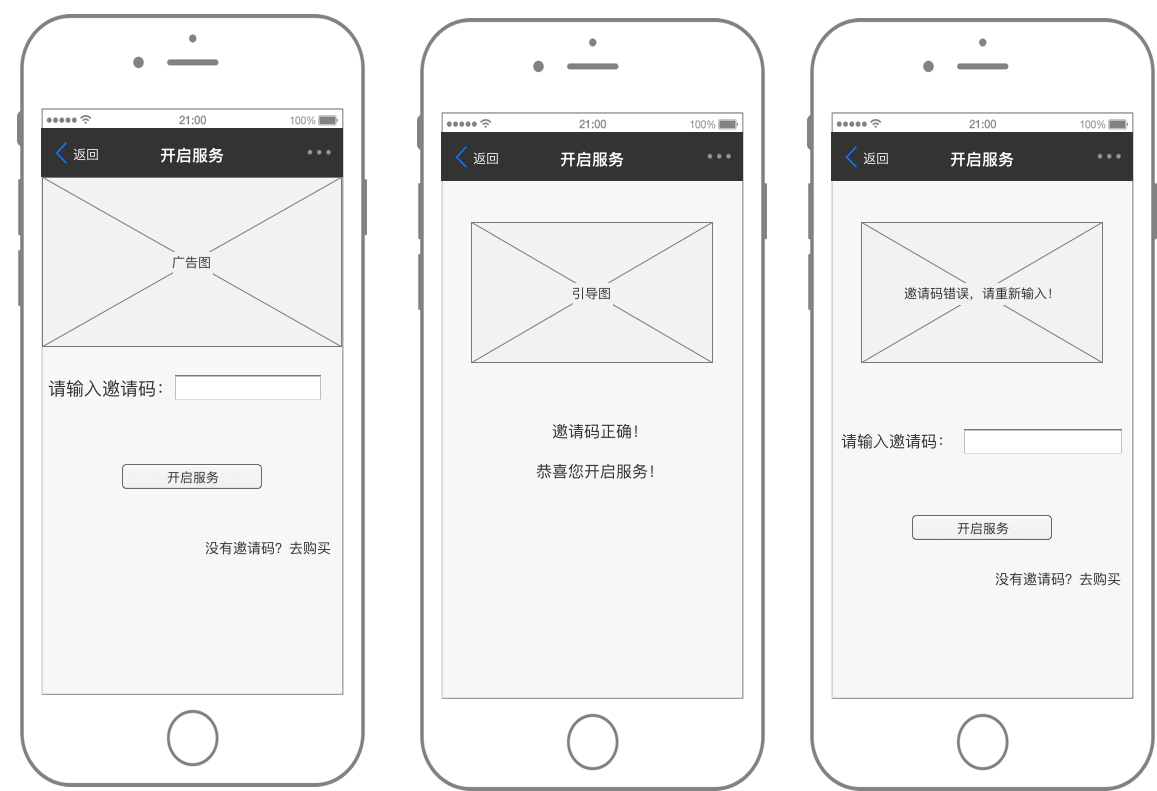 21:00
100%
返回
开启服务
广告图
请输入邀请码：
开启服务
没有邀请码？去购买
21:00
100%
返回
开启服务
引导图
邀请码正确！
恭喜您开启服务！
21:00
100%
返回
开启服务
邀请码错误，请重新输入！
请输入邀请码：
开启服务
没有邀请码？去购买